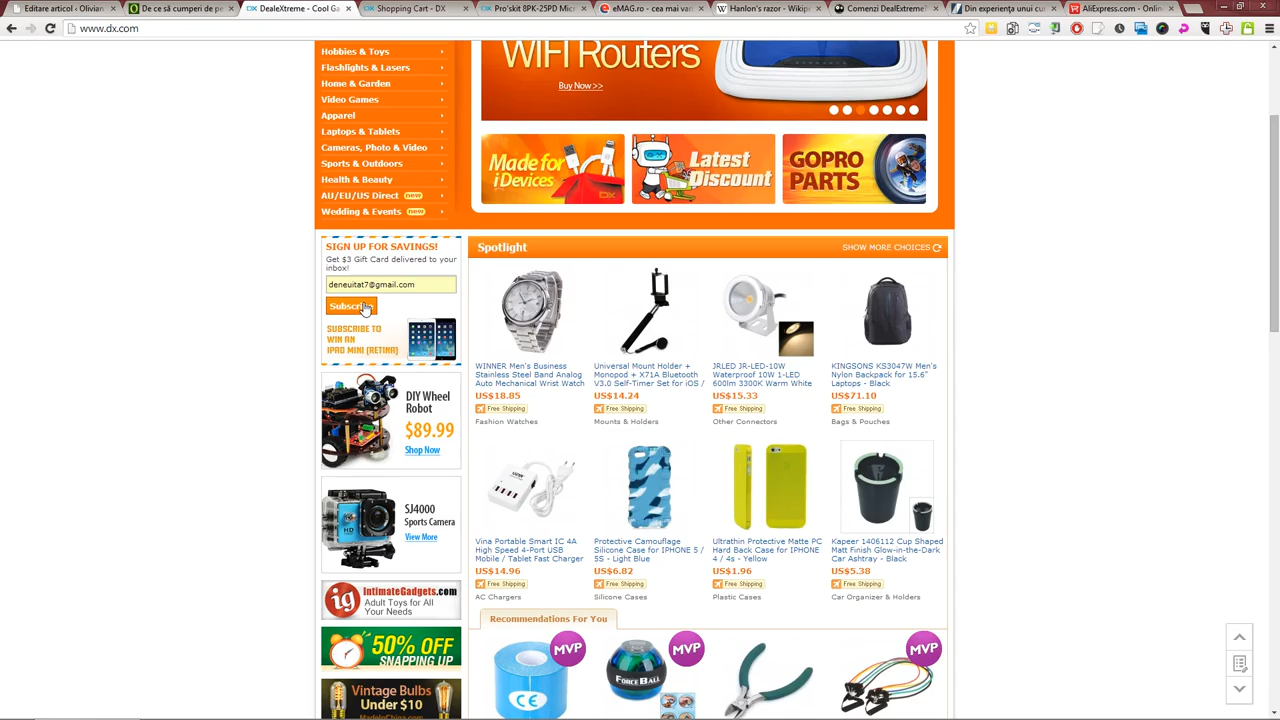 Editare articol ‹ Olivian
De ce să cumperi de pe
DealeXtreme - Cool Ga
Shopping Cart - DX
Pro'skit 8PK-25PD Micr
eMAG.ro - cea mai var
Hanlon's razor - Wikip
Comenzi DealExtreme?
Din experiența unui cu
AliExpress.com - Onlin
www.dx.com
Hobbies & Toys
Flashlights & Lasers
Home & Garden
Video Games
Apparel
Laptops & Tablets
Cameras, Photo & Video
Sports & Outdoors
Health & Beauty
AU/EU/US Direct new
Wedding & Events new
WIFI Routers
Buy Now >>
Made for
iDevices
DX
Latest
Discount
GOPRO
PARTS
SIGN UP FOR SAVINGS!
Get $3 Gift Card delivered to your
inbox!
deneuitat7@gmail.com
Subscribe
SUBSCRIBE TO
WIN AN
IPAD MINI (RETINA)
DIY Wheel
Robot
$89.99
Shop Now
SJ4000
Sports Camera
View More
ig
IntimateGadgets.com
Adult Toys for All
Your Needs
50% OFF
SNAPPING UP
Vintage Bulbs
Under $10
MadeInChina.com
Spotlight
SHOW MORE CHOICES
WINNER Men's Business
Stainless Steel Band Analog
Auto Mechanical Wrist Watch
US$18.85
Free Shipping
Fashion Watches
Universal Mount Holder +
Monopod + X71A Bluetooth
V3.0 Self-Timer Set for iOS /
US$14.24
Free Shipping
Mounts & Holders
JRLED JR-LED-10W
Waterproof 10W 1-LED
600lm 3300K Warm White
US$15.33
Free Shipping
Other Connectors
KINGSONS KS3047W Men's
Nylon Backpack for 15.6"
Laptops - Black
US$71.10
Free Shipping
Bags & Pouches
Vina Portable Smart IC 4A
High Speed 4-Port USB
Mobile / Tablet Fast Charger
US$14.96
Free Shipping
AC Chargers
Protective Camouflage
Silicone Case for IPHONE 5 /
5S - Light Blue
US$6.82
Free Shipping
Silicone Cases
Ultrathin Protective Matte PC
Hard Back Case for IPHONE
4 / 4s - Yellow
US$1.96
Free Shipping
Plastic Cases
Kapeer 1406112 Cup Shaped
Matt Finish Glow-in-the-Dark
Car Ashtray - Black
US$5.38
Free Shipping
Car Organizer & Holders
Recommendations For You
MVP
MVP
MVP
CE
FORCE BALL